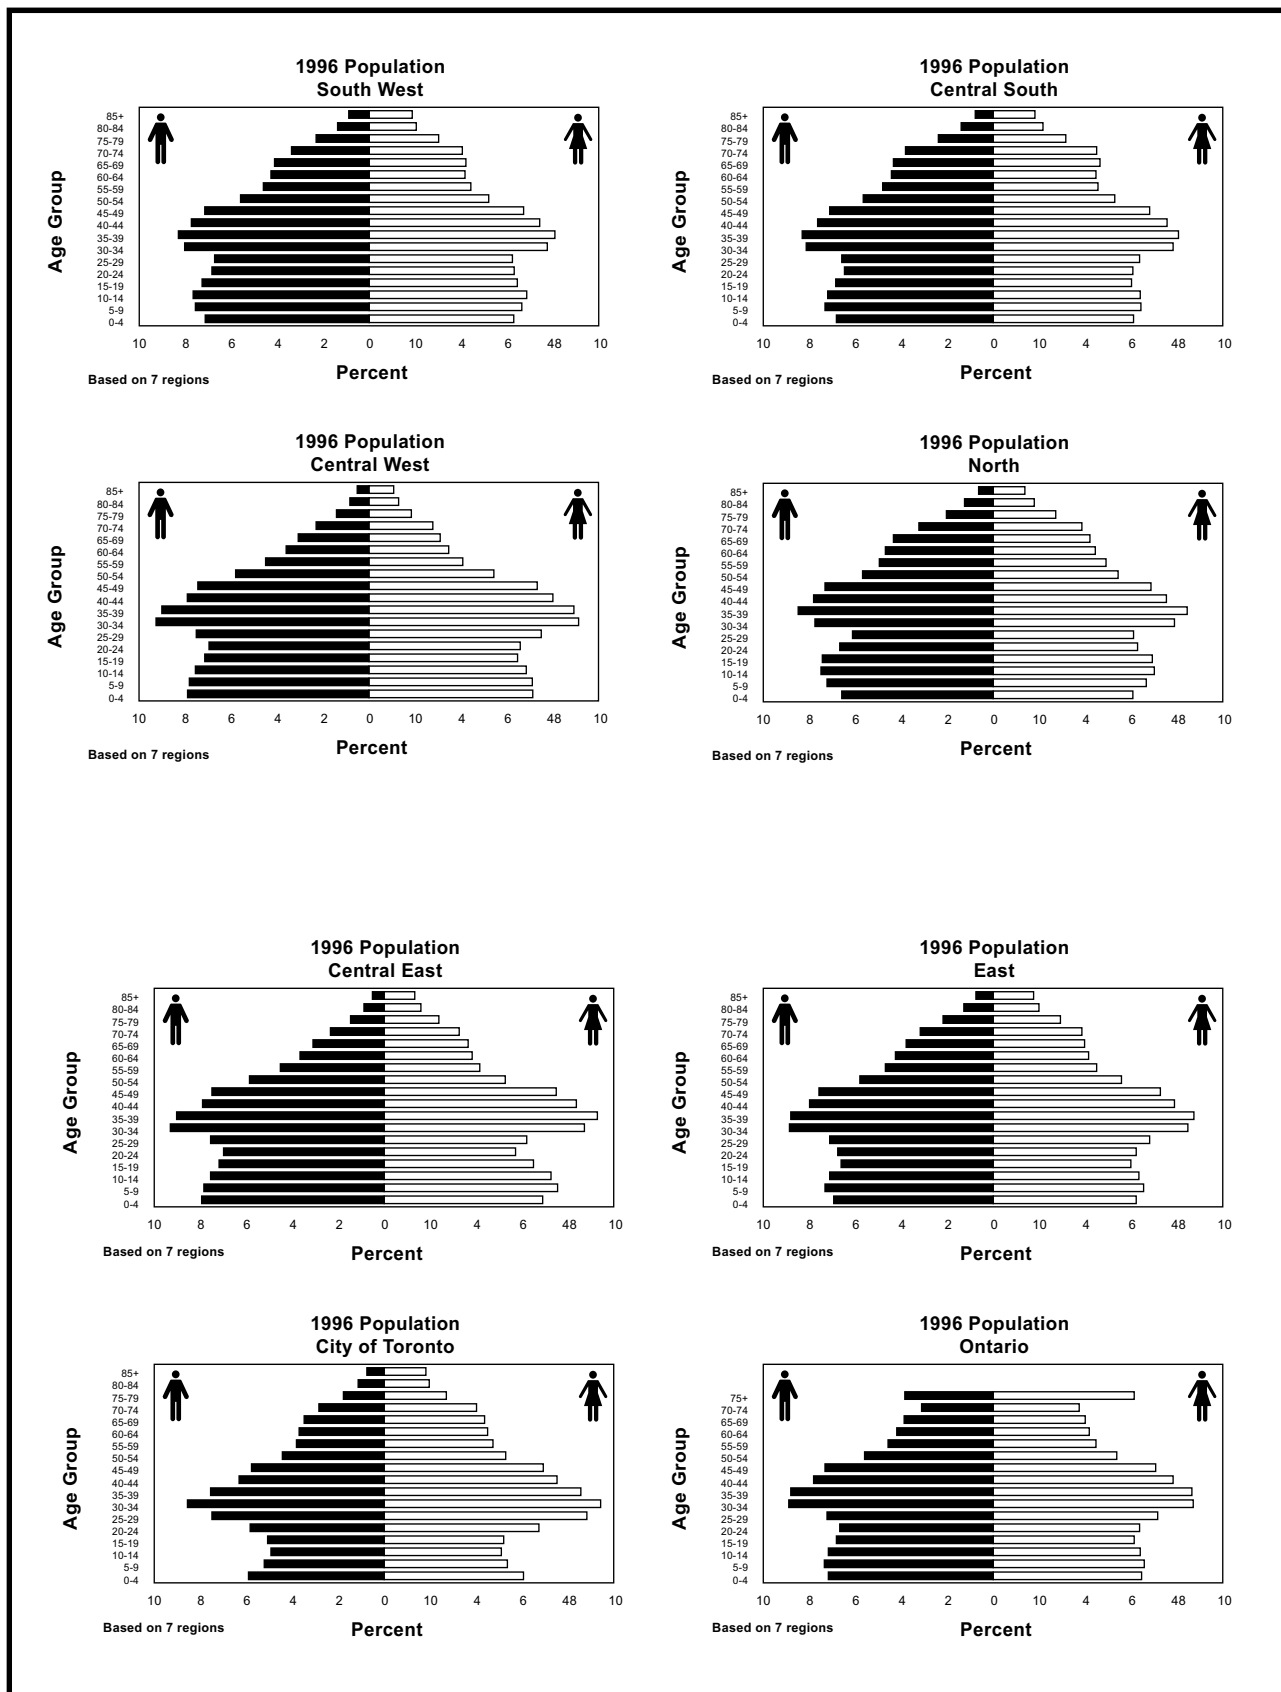 1996 Population
South West
Age Group
85+
80-84
75-79
70-74
65-69
60-64
55-59
50-54
45-49
40-44
35-39
30-34
25-29
20-24
15-19
10-14
5-9
0-4
10 8 6 4 2 0 10 4 6 48 10
Based on 7 regions
Percent
1996 Population
Central South
Age Group
85+
80-84
75-79
70-74
65-69
60-64
55-59
50-54
45-49
40-44
35-39
30-34
25-29
20-24
15-19
10-14
5-9
0-4
10 8 6 4 2 0 10 4 6 48 10
Based on 7 regions
Percent
1996 Population
Central West
Age Group
85+
80-84
75-79
70-74
65-69
60-64
55-59
50-54
45-49
40-44
35-39
30-34
25-29
20-24
15-19
10-14
5-9
0-4
10 8 6 4 2 0 10 4 6 48 10
Based on 7 regions
Percent
1996 Population
North
Age Group
85+
80-84
75-79
70-74
65-69
60-64
55-59
50-54
45-49
40-44
35-39
30-34
25-29
20-24
15-19
10-14
5-9
0-4
10 8 6 4 2 0 10 4 6 48 10
Based on 7 regions
Percent
1996 Population
Central East
Age Group
85+
80-84
75-79
70-74
65-69
60-64
55-59
50-54
45-49
40-44
35-39
30-34
25-29
20-24
15-19
10-14
5-9
0-4
10 8 6 4 2 0 10 4 6 48 10
Based on 7 regions
Percent
1996 Population
East
Age Group
85+
80-84
75-79
70-74
65-69
60-64
55-59
50-54
45-49
40-44
35-39
30-34
25-29
20-24
15-19
10-14
5-9
0-4
10 8 6 4 2 0 10 4 6 48 10
Based on 7 regions
Percent
1996 Population
City of Toronto
Age Group
85+
80-84
75-79
70-74
65-69
60-64
55-59
50-54
45-49
40-44
35-39
30-34
25-29
20-24
15-19
10-14
5-9
0-4
10 8 6 4 2 0 10 4 6 48 10
Based on 7 regions
Percent
1996 Population
Ontario
Age Group
75+
70-74
65-69
60-64
55-59
50-54
45-49
40-44
35-39
30-34
25-29
20-24
15-19
10-14
5-9
0-4
10 8 6 4 2 0 10 4 6 48 10
Based on 7 regions
Percent